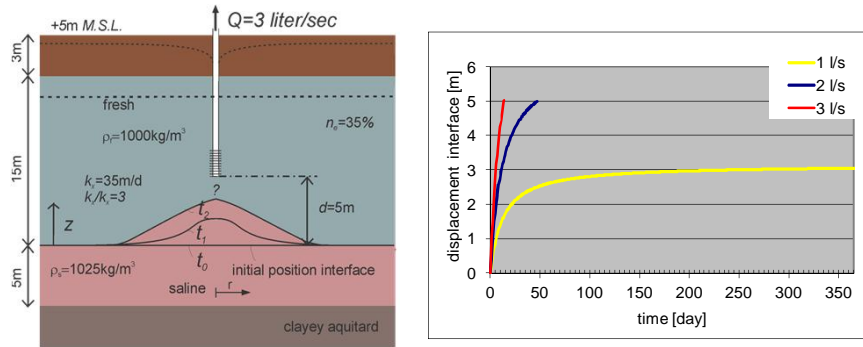 +5m M.S.L.
Q=3 liter/sec
3m
fresh
ρf=1000kg/m³
ne=35%
15m
kx=35m/d
kx/kz=3
?
d=5m
z
t2
t1
t0
initial position interface
5m
ρs=1025kg/m³
saline
r
clayey aquitard
displacement interface [m]
6
5
4
3
2
1
0
0 50 100 150 200 250 300 350
time [day]
1 l/s
2 l/s
3 l/s